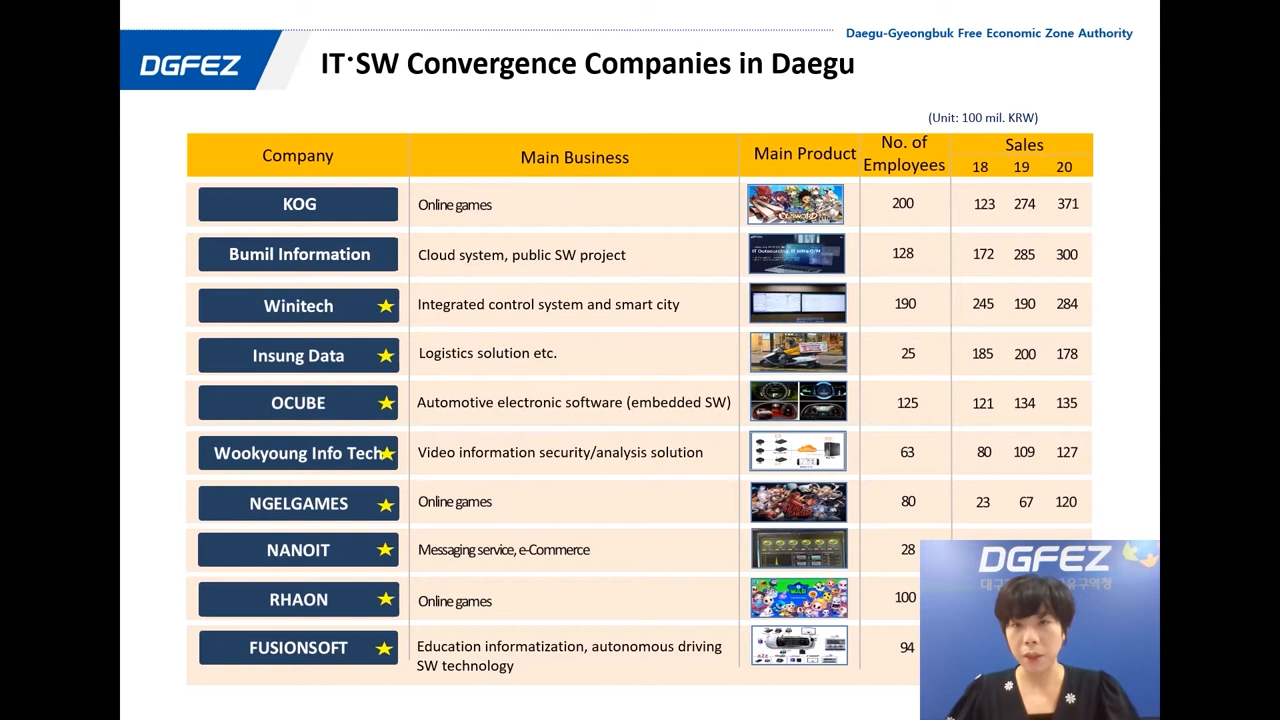 Daegu-Gyeongbuk Free Economic Zone Authority
DGFEZ
IT·SW Convergence Companies in Daegu
(Unit: 100 mil. KRW)
Company Main Business Main Product No. of Employees Sales
18 19 20
KOG Online games ELSWORD 200 123 274 371
Bumil Information Cloud system, public SW project 128 172 285 300
Winitech Integrated control system and smart city 190 245 190 284
Insung Data Logistics solution etc. 25 185 200 178
OCUBE Automotive electronic software (embedded SW) 125 121 134 135
Wookyoung Info Tech Video information security/analysis solution 63 80 109 127
NGELGAMES Online games 80 23 67 120
NANOIT Messaging service, e-Commerce 28
RHAON Online games WAR 100
FUSIONSOFT Education informatization, autonomous driving 94
SW technology
DGFEZ